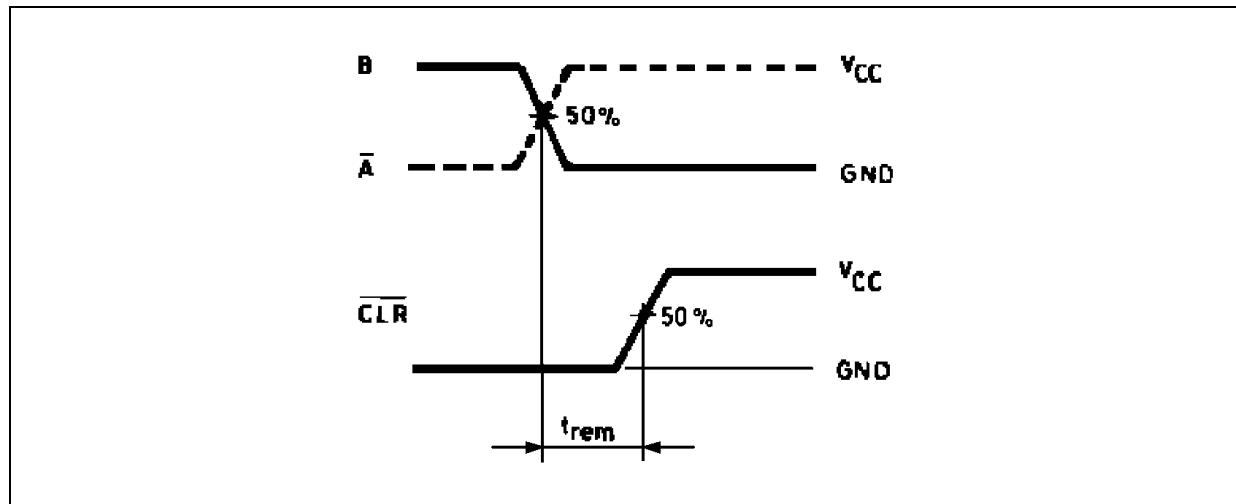 B
V_CC
50%
A̅
GND
V_CC
C̅L̅R̅
50%
GND
t_rem